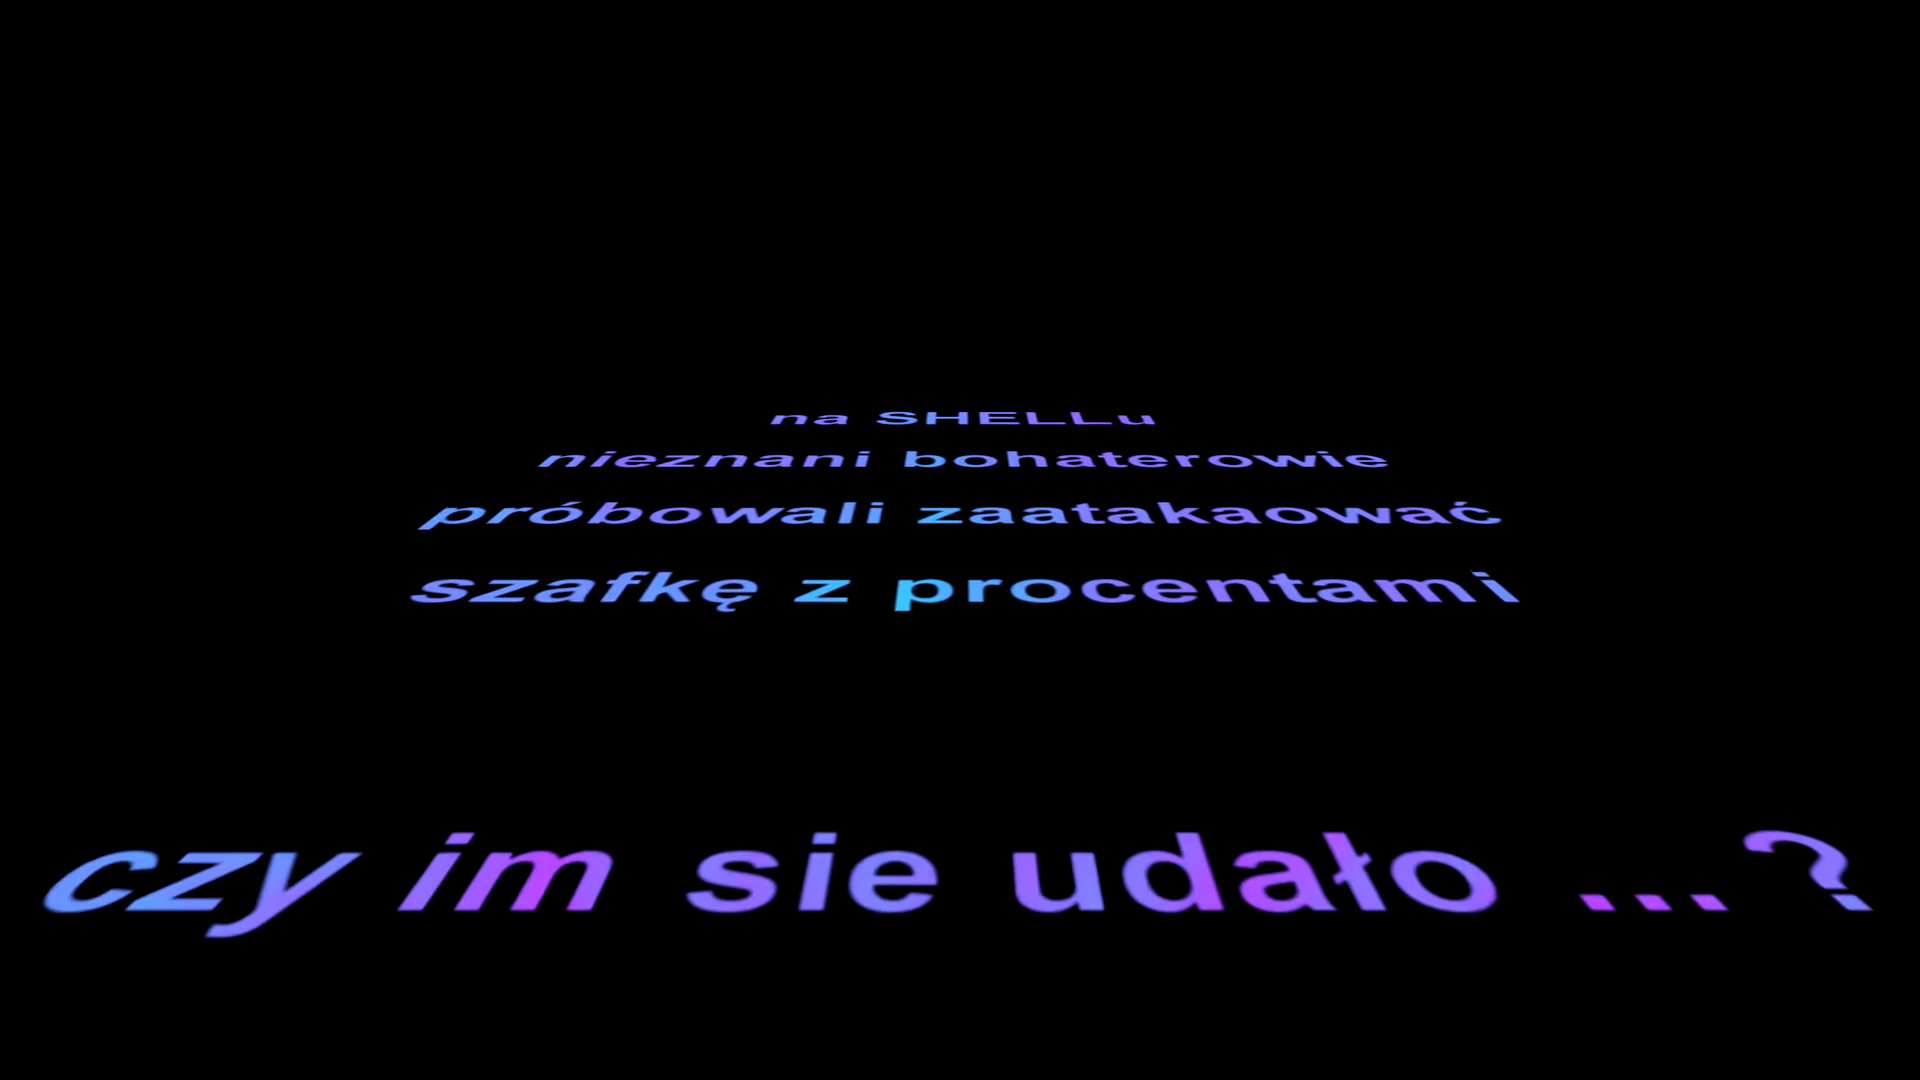 na SHELLu
nieznani bohaterowie
próbowali zaatakaować
szafkę z procentami
czy im sie udało ...?